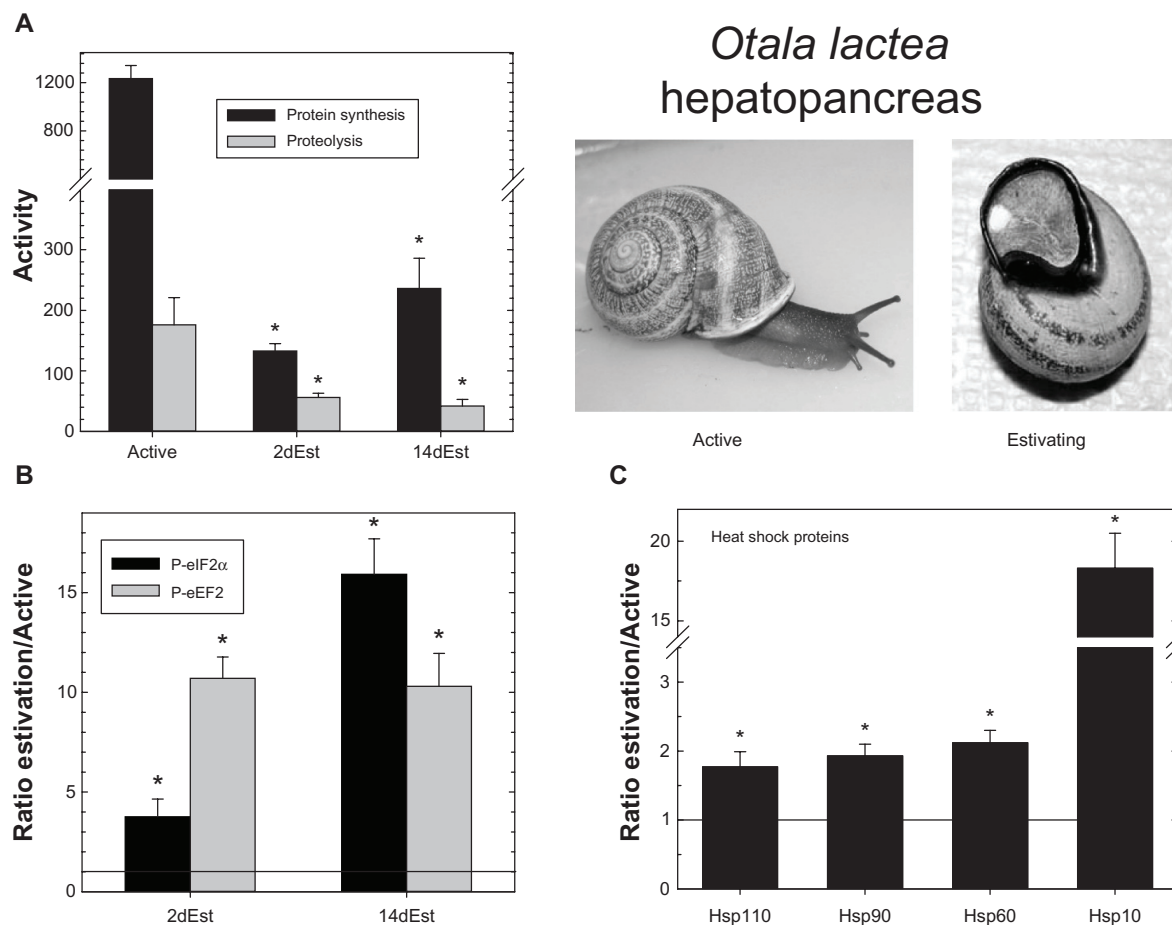 A
Otala lactea
hepatopancreas
1200
800
300
200
100
0
Activity
Protein synthesis
Proteolysis
*
*
*
*
Active
2dEst
14dEst
Active
Estivating
B
15
10
5
0
Ratio estivation/Active
P-eIF2α
P-eEF2
*
*
*
*
2dEst
14dEst
C
Heat shock proteins
20
15
3
2
1
0
Ratio estivation/Active
*
*
*
*
Hsp110
Hsp90
Hsp60
Hsp10